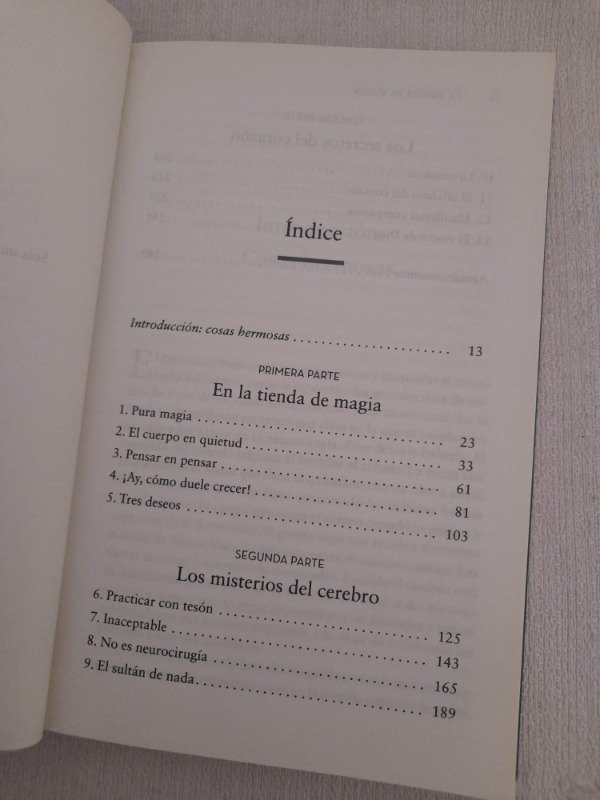 Índice
Introducción: cosas hermosas . . . . . . . . . . . . . . . . . . . . . . . . 13
PRIMERA PARTE
En la tienda de magia
1. Pura magia . . . . . . . . . . . . . . . . . . . . . . . . . . . . . . . . . . . . 23
2. El cuerpo en quietud . . . . . . . . . . . . . . . . . . . . . . . . . . . . 33
3. Pensar en pensar . . . . . . . . . . . . . . . . . . . . . . . . . . . . . . . . 61
4. ¡Ay, cómo duele crecer! . . . . . . . . . . . . . . . . . . . . . . . . . . . 81
5. Tres deseos . . . . . . . . . . . . . . . . . . . . . . . . . . . . . . . . . . . . 103
SEGUNDA PARTE
Los misterios del cerebro
6. Practicar con tesón . . . . . . . . . . . . . . . . . . . . . . . . . . . . . . 125
7. Inaceptable . . . . . . . . . . . . . . . . . . . . . . . . . . . . . . . . . . . . 143
8. No es neurocirugía . . . . . . . . . . . . . . . . . . . . . . . . . . . . . . 165
9. El sultán de nada. . . . . . . . . . . . . . . . . . . . . . . . . . . . . . . . 189